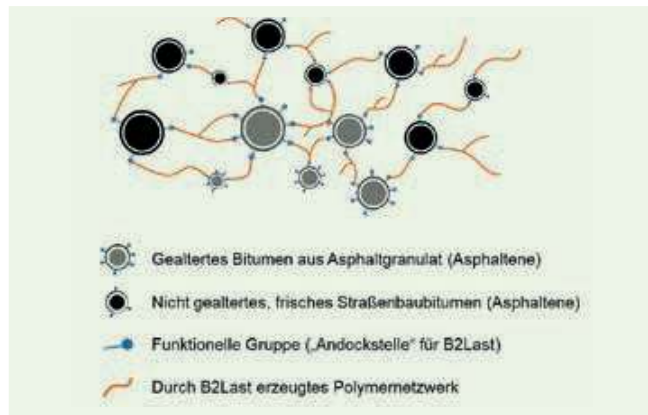 Gealtertes Bitumen aus Asphaltgranulat (Asphaltene)
Nicht gealtertes, frisches Straßenbaubitumen (Asphaltene)
Funktionelle Gruppe („Andockstelle“ für B2Last)
Durch B2Last erzeugtes Polymernetzwerk